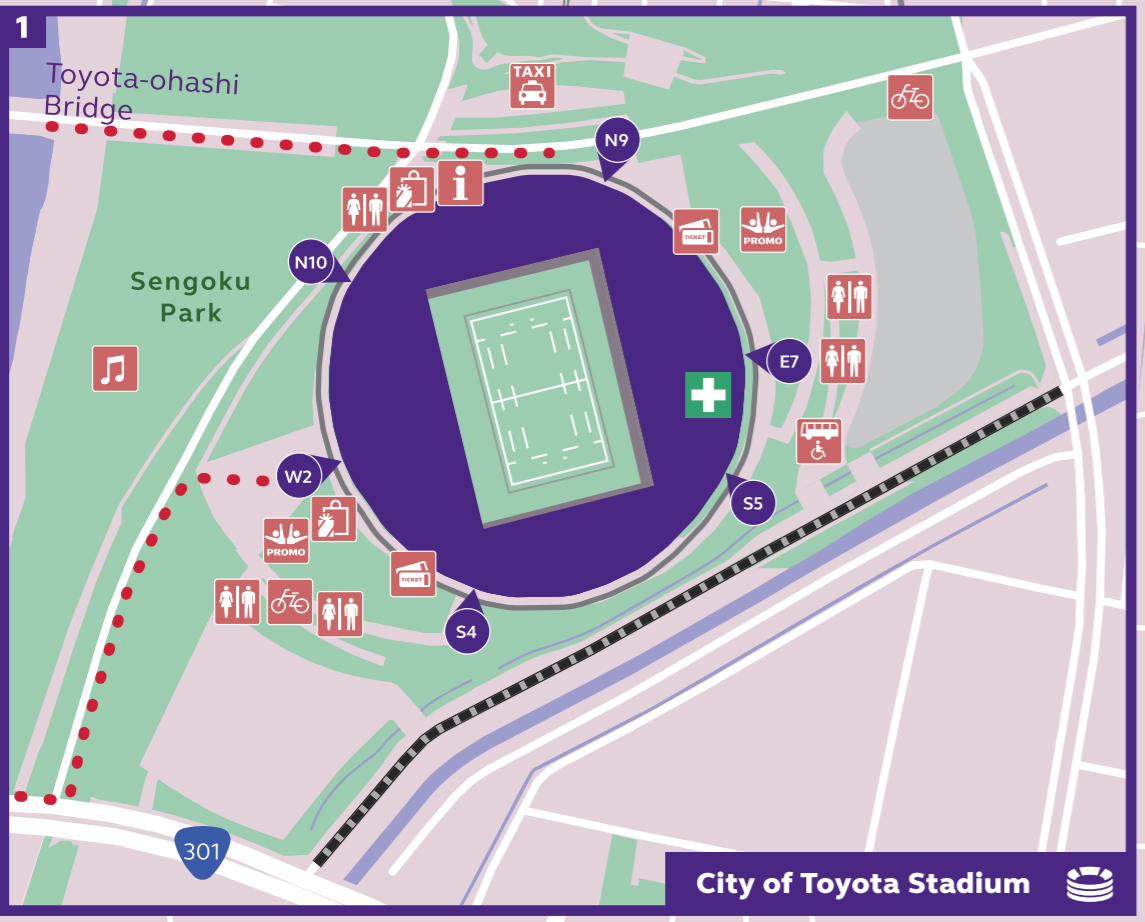 1
Toyota-ohashi
Bridge
TAXI
N9
i
TICKET
PROMO
N10
Sengoku
Park
E7
W2
S5
PROMO
TICKET
S4
301
City of Toyota Stadium